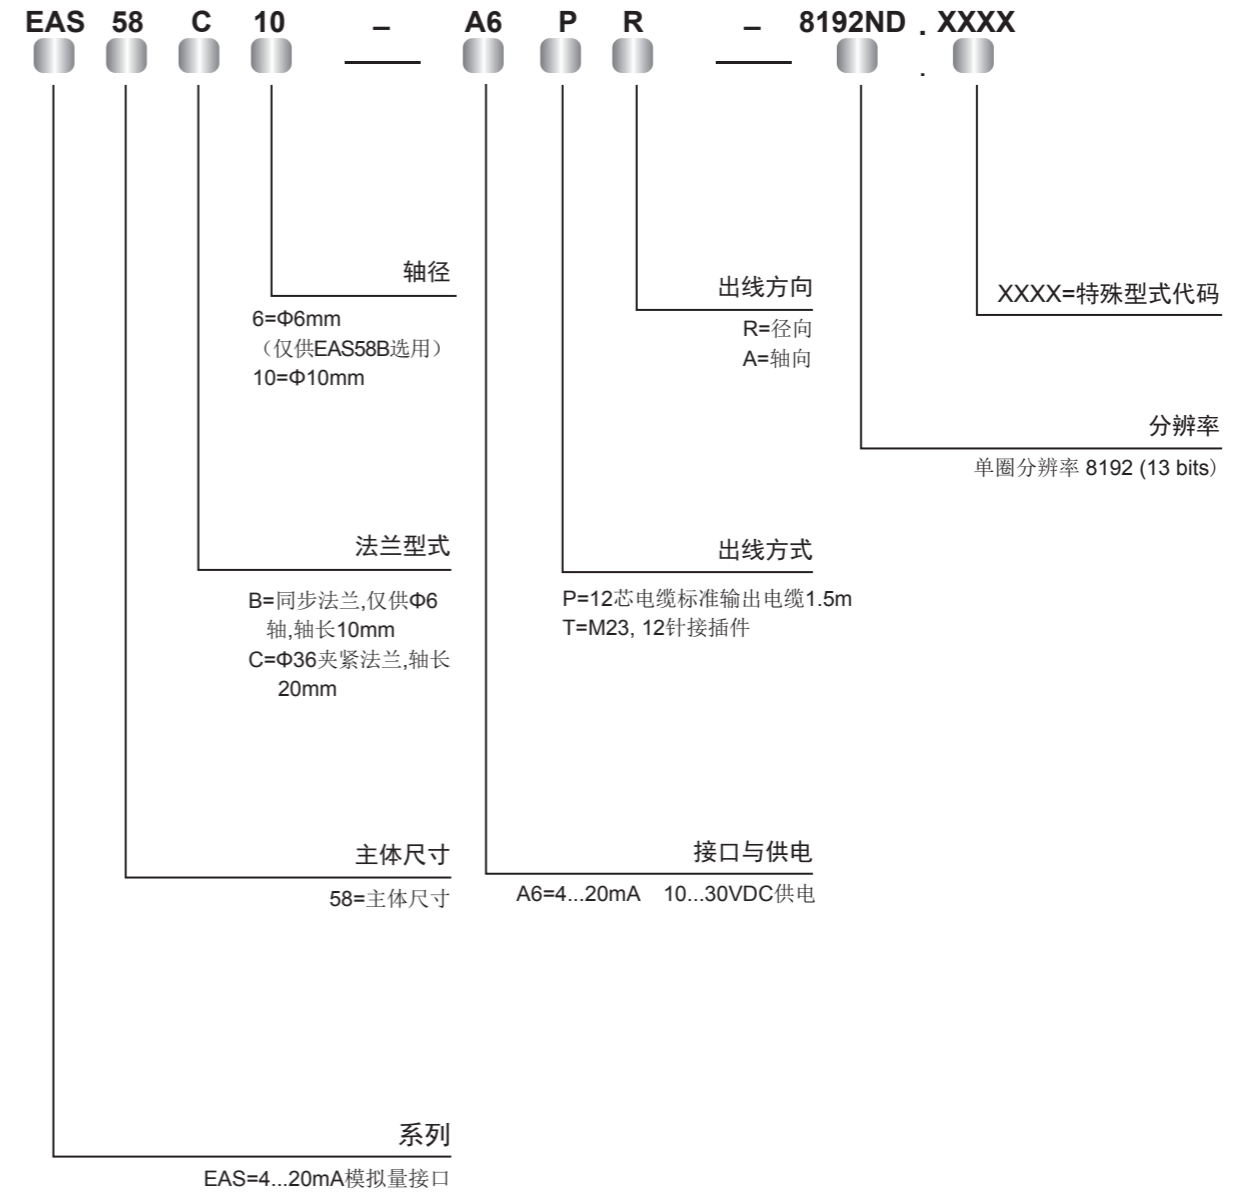 EAS 58 C 10 – A6 P R – 8192ND . XXXX
.
轴径
6=Φ6mm
（仅供EAS58B选用）
10=Φ10mm
出线方向
R=径向
A=轴向
XXXX=特殊型式代码
分辨率
单圈分辨率 8192 (13 bits）
法兰型式
B=同步法兰,仅供Φ6
轴,轴长10mm
C=Φ36夹紧法兰,轴长
20mm
出线方式
P=12芯电缆标准输出电缆1.5m
T=M23, 12针接插件
主体尺寸
58=主体尺寸
接口与供电
A6=4...20mA 10...30VDC供电
系列
EAS=4...20mA模拟量接口